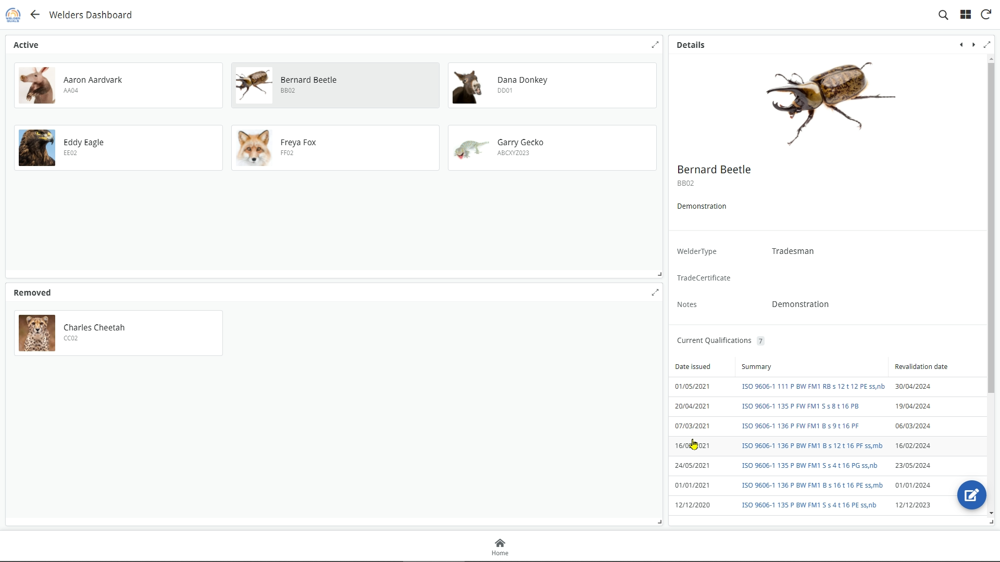 WELDER
QUALS
Welders Dashboard
Active
Aaron Aardvark
AA04
Bernard Beetle
BB02
Dana Donkey
DD01
Eddy Eagle
EE02
Freya Fox
FF02
Garry Gecko
ABCXYZ023
Removed
Charles Cheetah
CC02
Details
Bernard Beetle
BB02
Demonstration
WelderType Tradesman
TradeCertificate
Notes Demonstration
Current Qualifications 7
Date issued Summary Revalidation date
01/05/2021 ISO 9606-1 111 P BW FM1 RB s 12 t 12 PE ss,nb 30/04/2024
20/04/2021 ISO 9606-1 135 P FW FM1 S s 8 t 16 PB 19/04/2024
07/03/2021 ISO 9606-1 136 P FW FM1 B s 9 t 16 PF 06/03/2024
ISO 9606-1 136 P BW FM1 B s 12 t 16 PF ss,mb 16/02/2024
24/05/2021 ISO 9606-1 135 P BW FM1 S s 4 t 16 PG ss,nb 23/05/2024
01/01/2021 ISO 9606-1 136 P BW FM1 B s 16 t 16 PE ss,mb 01/01/2024
12/12/2020 ISO 9606-1 135 P BW FM1 S s 4 t 16 PE ss,nb 12/12/2023
Home